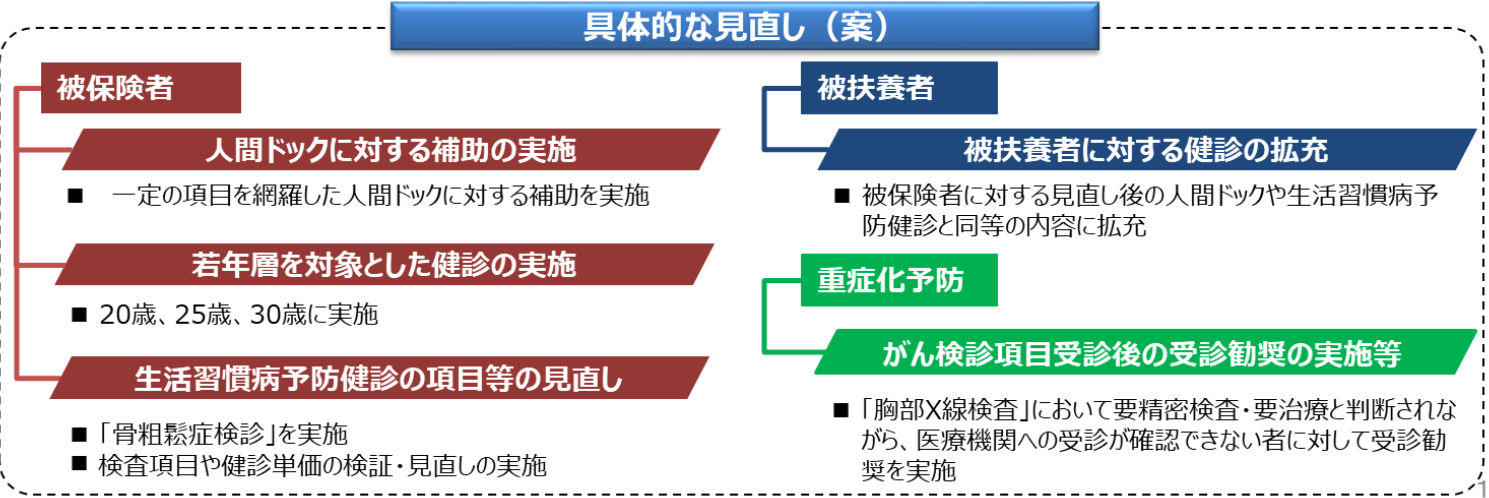 具体的な見直し（案）
被保険者
人間ドックに対する補助の実施
■ 一定の項目を網羅した人間ドックに対する補助を実施
若年層を対象とした健診の実施
■ 20歳、25歳、30歳に実施
生活習慣病予防健診の項目等の見直し
■ 「骨粗鬆症検診」を実施
■ 検査項目や健診単価の検証・見直しの実施
被扶養者
被扶養者に対する健診の拡充
■ 被保険者に対する見直し後の人間ドックや生活習慣病予
防健診と同等の内容に拡充
重症化予防
がん検診項目受診後の受診勧奨の実施等
■ 「胸部X線検査」において要精密検査・要治療と判断されな
がら、医療機関への受診が確認できない者に対して受診勧
奨を実施
1